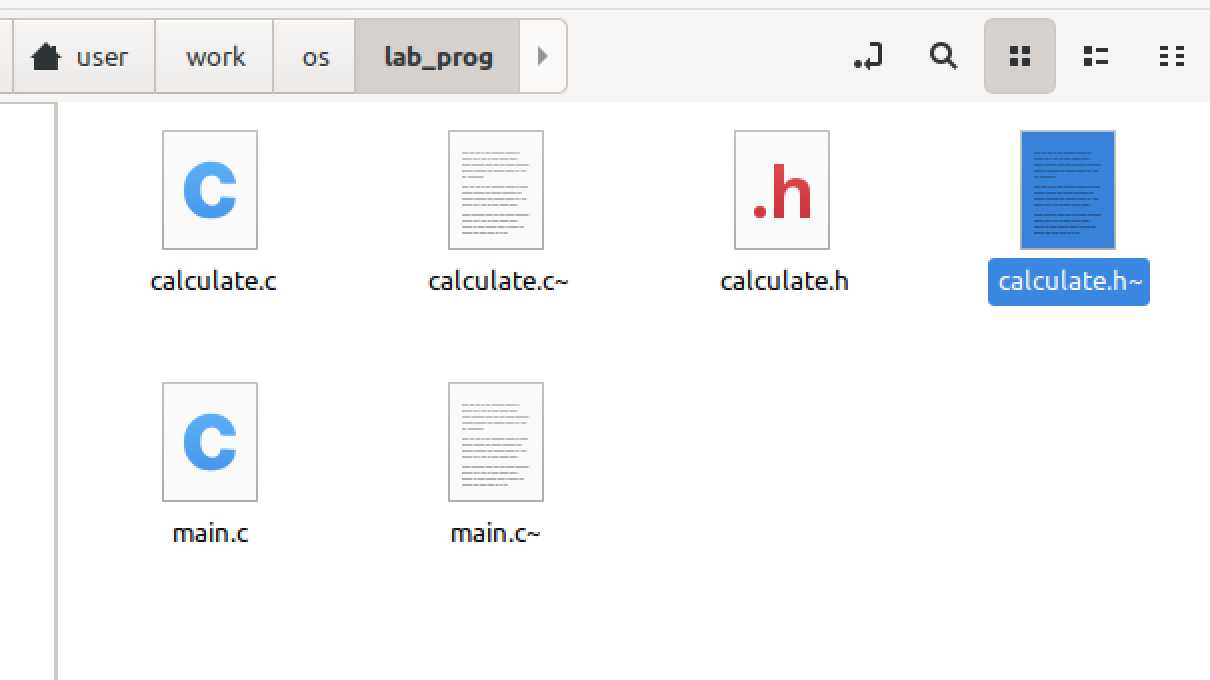 user work os lab_prog
C .h
calculate.c calculate.c~ calculate.h calculate.h~
C
main.c main.c~